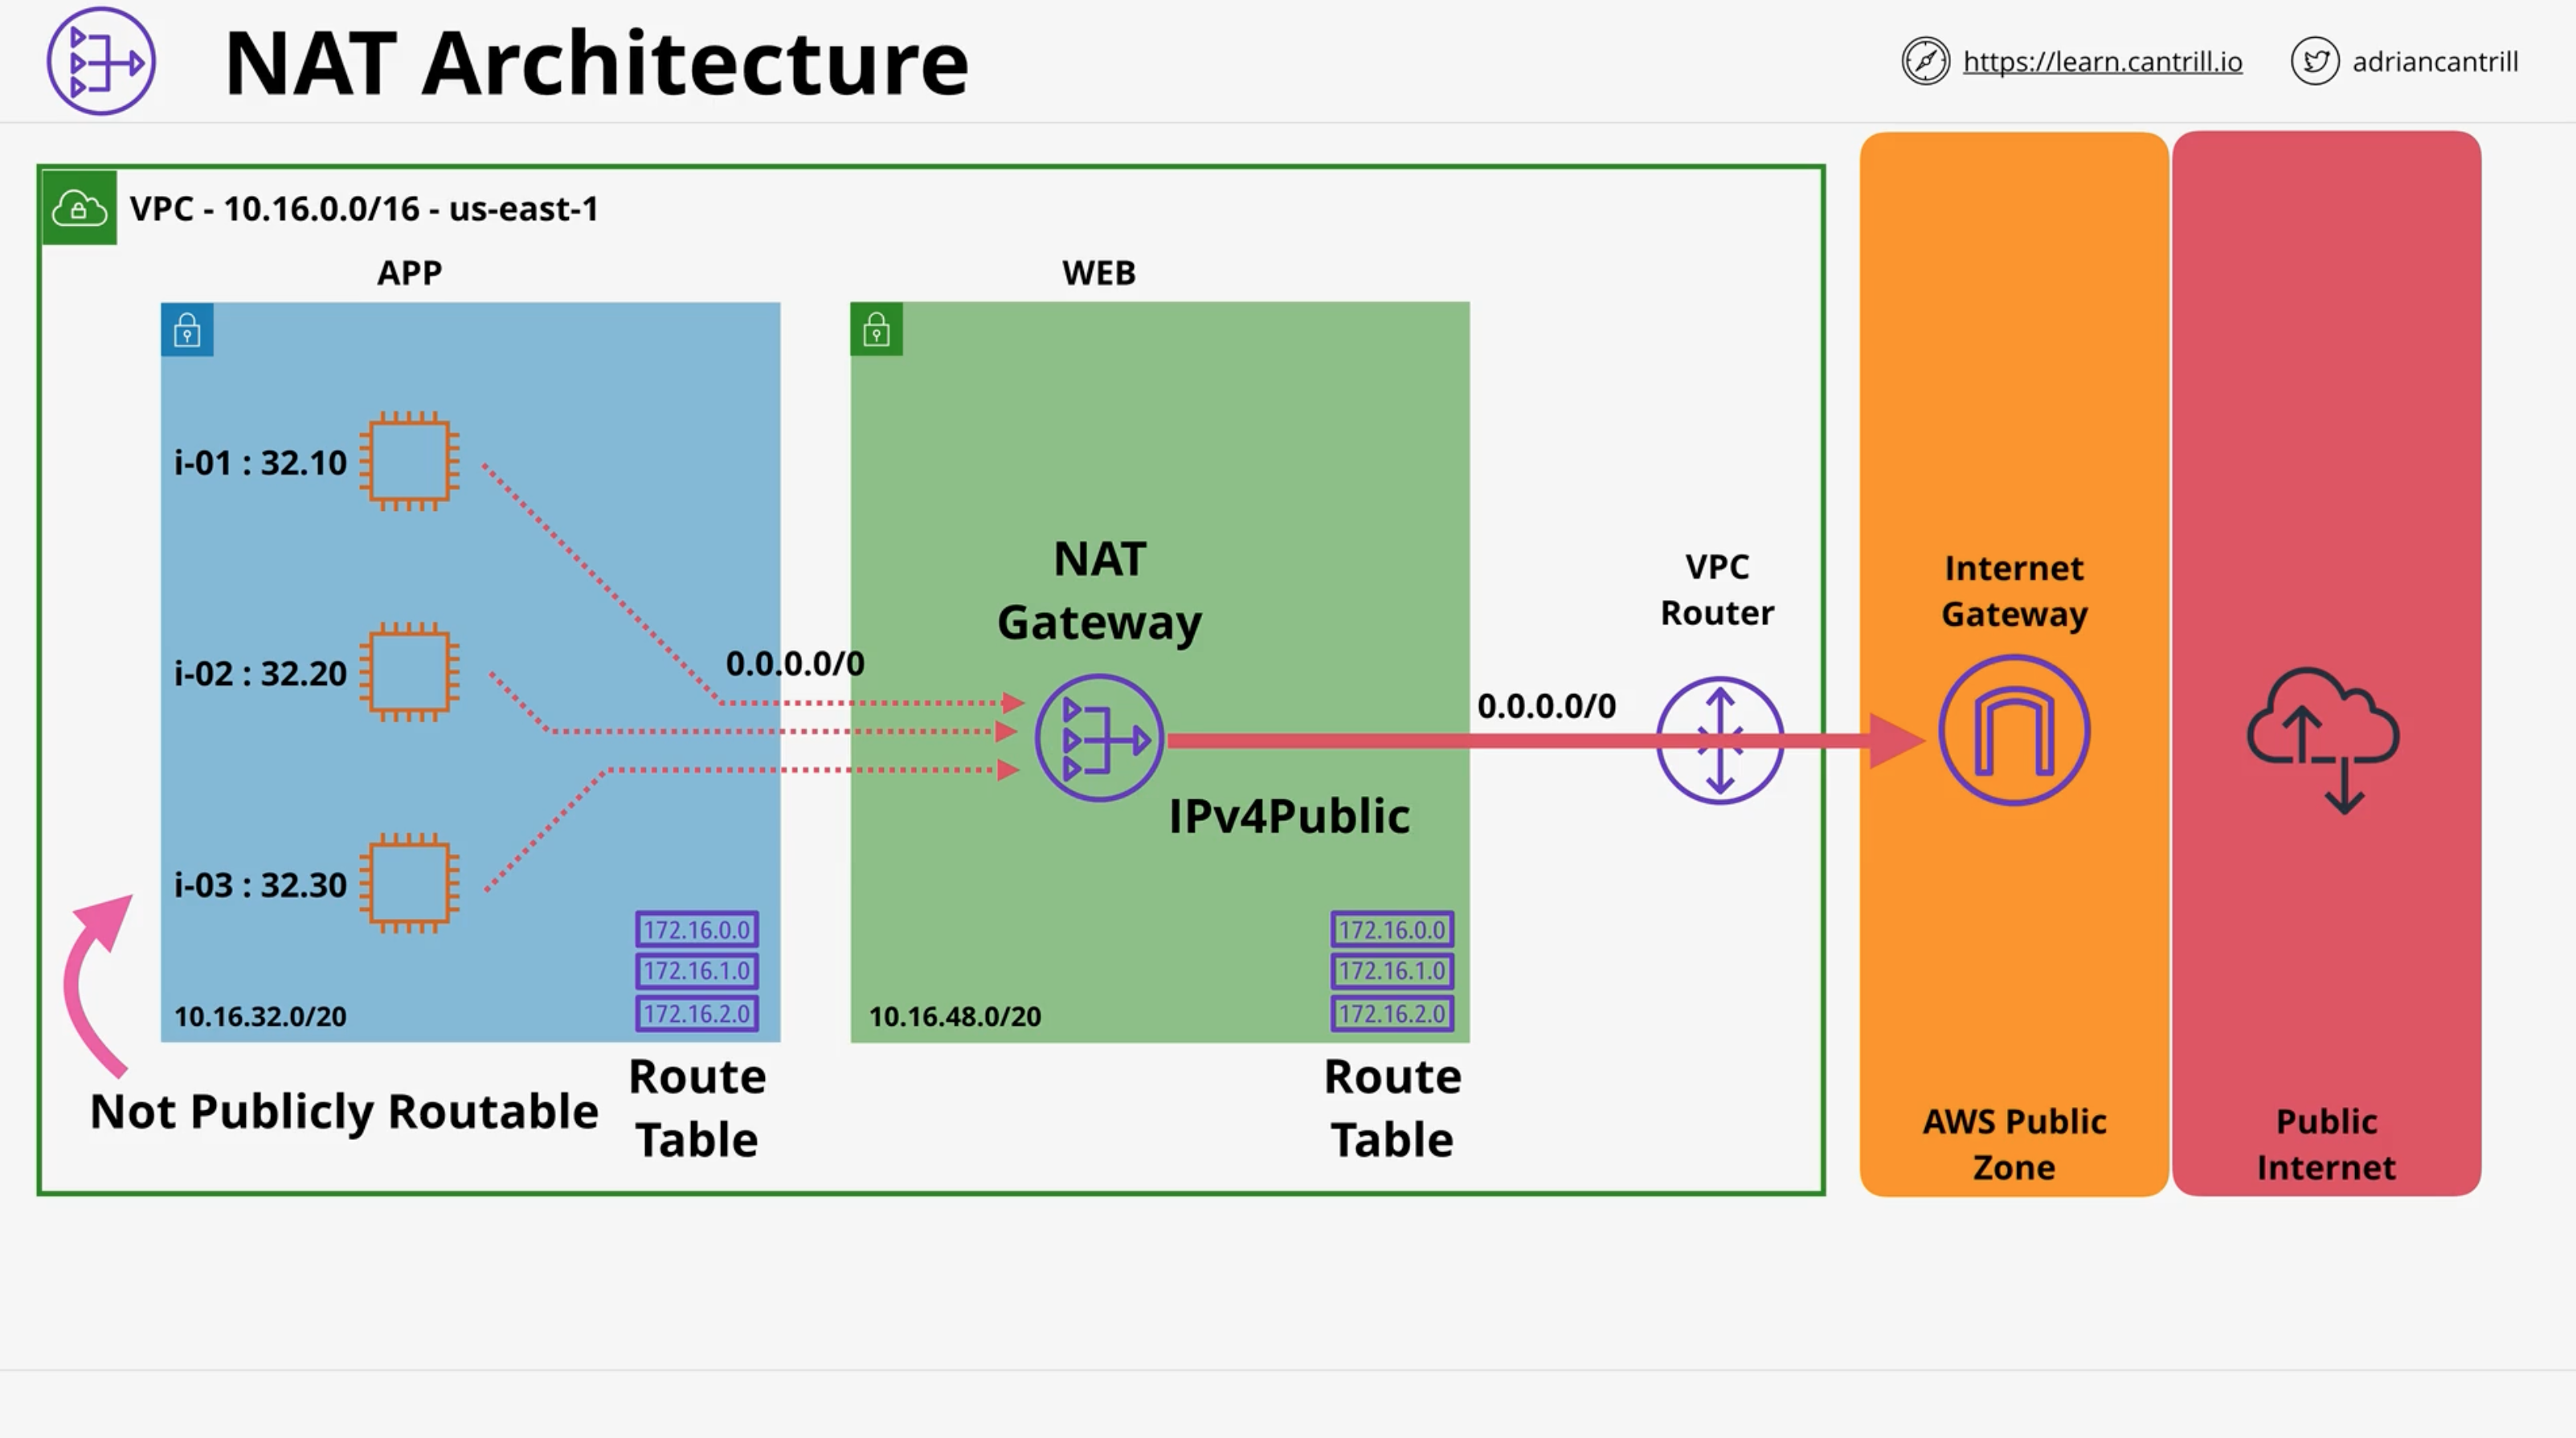 NAT Architecture
https://learn.cantrill.io
adriancantrill
VPC - 10.16.0.0/16 - us-east-1
APP
WEB
i-01 : 32.10
i-02 : 32.20
i-03 : 32.30
0.0.0.0/0
NAT
Gateway
IPv4Public
0.0.0.0/0
VPC
Router
Internet
Gateway
172.16.0.0
172.16.1.0
172.16.2.0
10.16.32.0/20
172.16.0.0
172.16.1.0
172.16.2.0
10.16.48.0/20
Not Publicly Routable
Route
Table
Route
Table
AWS Public
Zone
Public
Internet